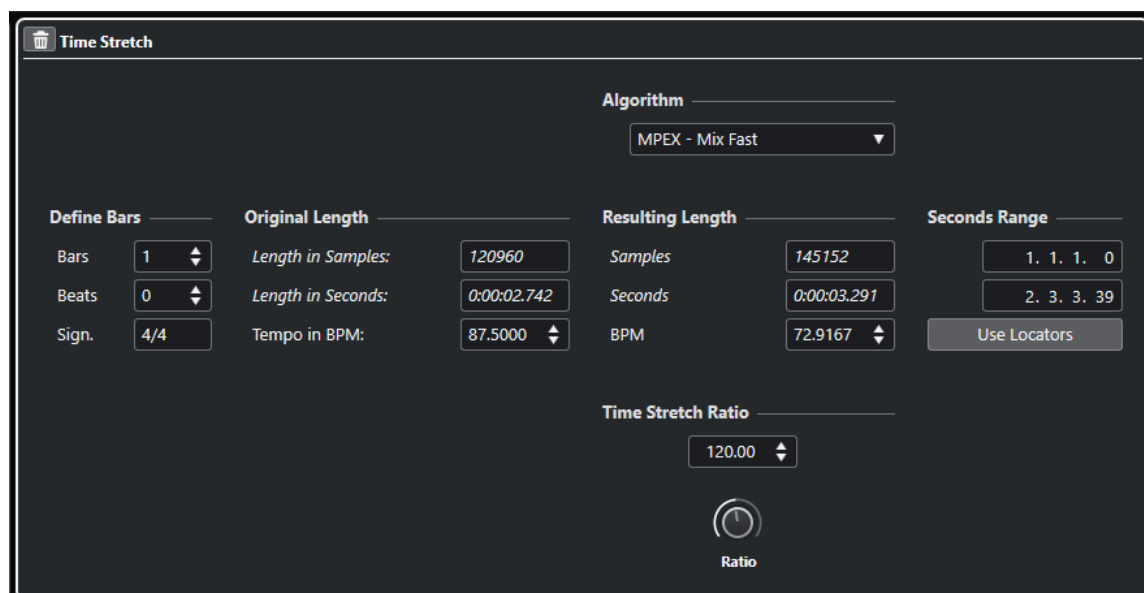 Time Stretch
Algorithm
MPEX - Mix Fast
Define Bars
Bars 1
Beats 0
Sign. 4/4
Original Length
Length in Samples: 120960
Length in Seconds: 0:00:02.742
Tempo in BPM: 87.5000
Resulting Length
Samples 145152
Seconds 0:00:03.291
BPM 72.9167
Seconds Range
1. 1. 1. 0
2. 3. 3. 39
Use Locators
Time Stretch Ratio
120.00
Ratio